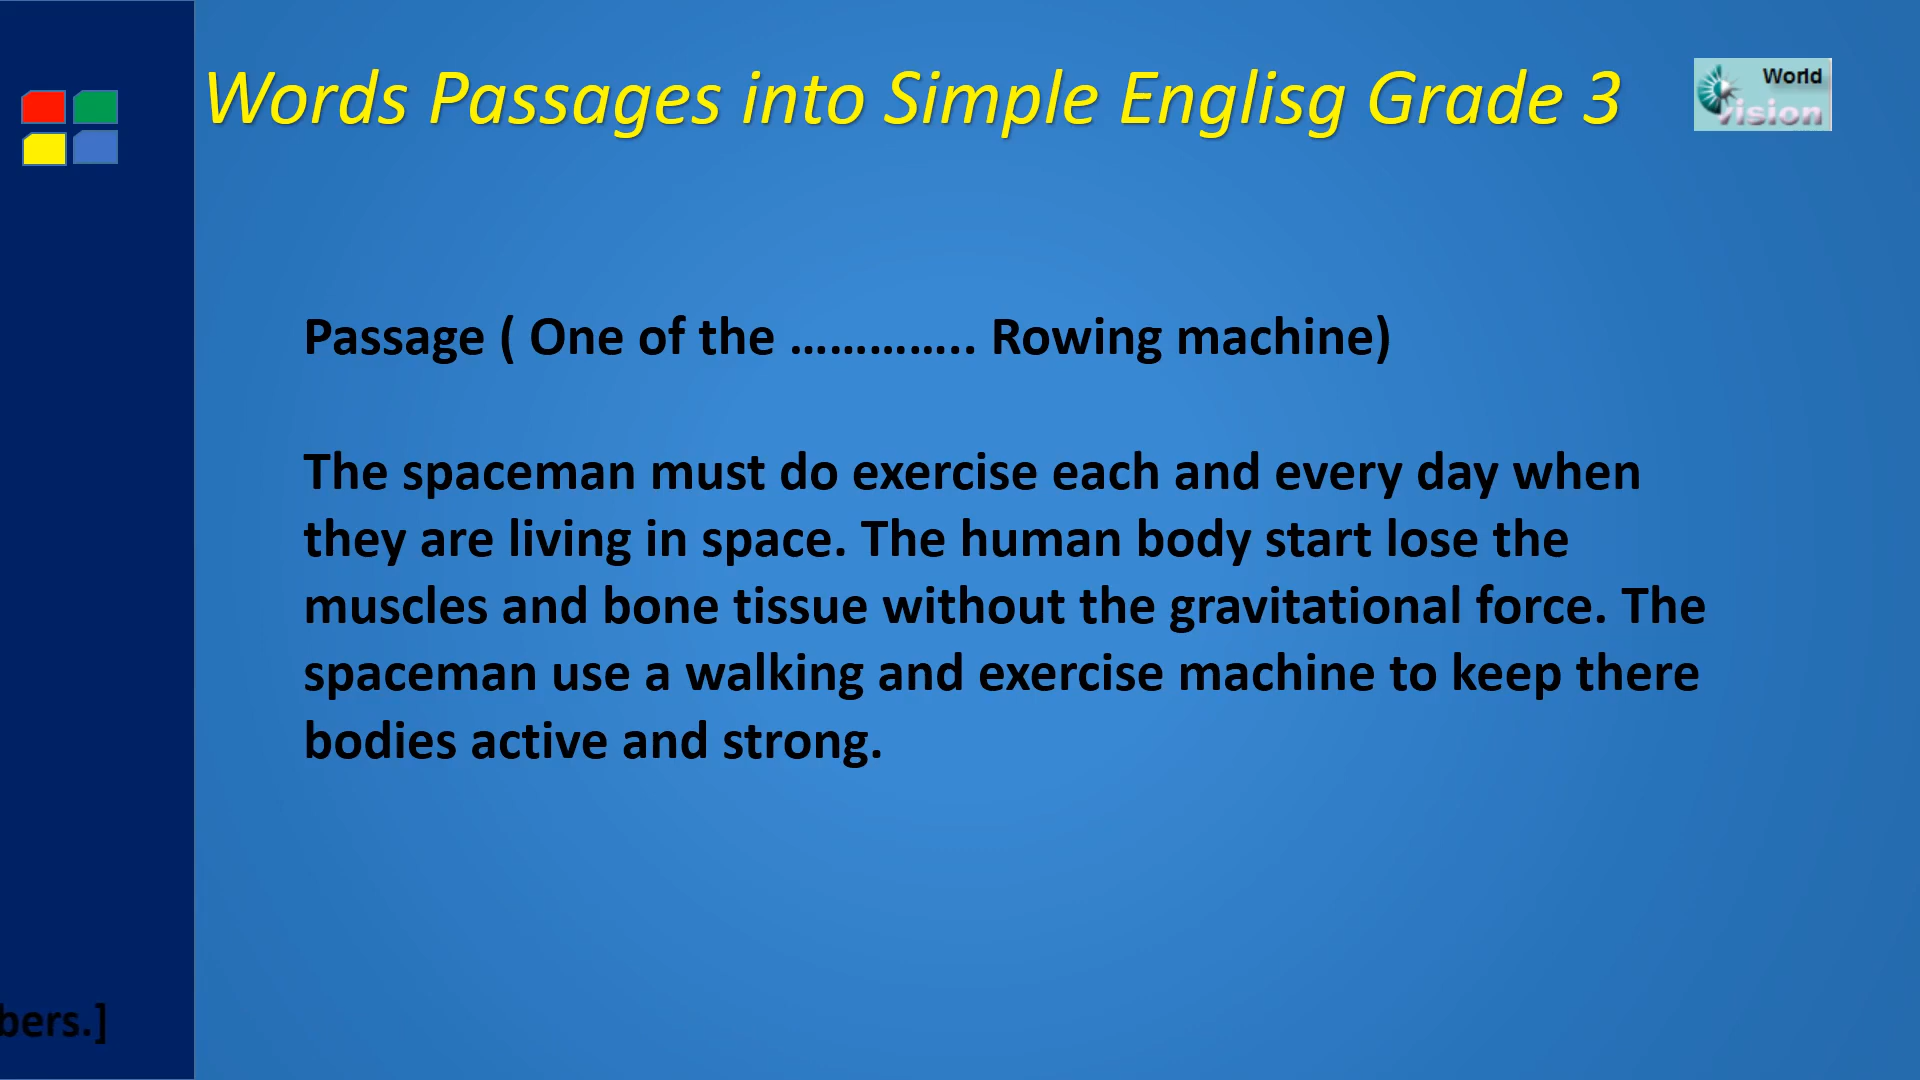 Words Passages into Simple Englisg Grade 3
World
vision
Passage ( One of the ………….. Rowing machine)
The spaceman must do exercise each and every day when
they are living in space. The human body start lose the
muscles and bone tissue without the gravitational force. The
spaceman use a walking and exercise machine to keep there
bodies active and strong.
bers.]